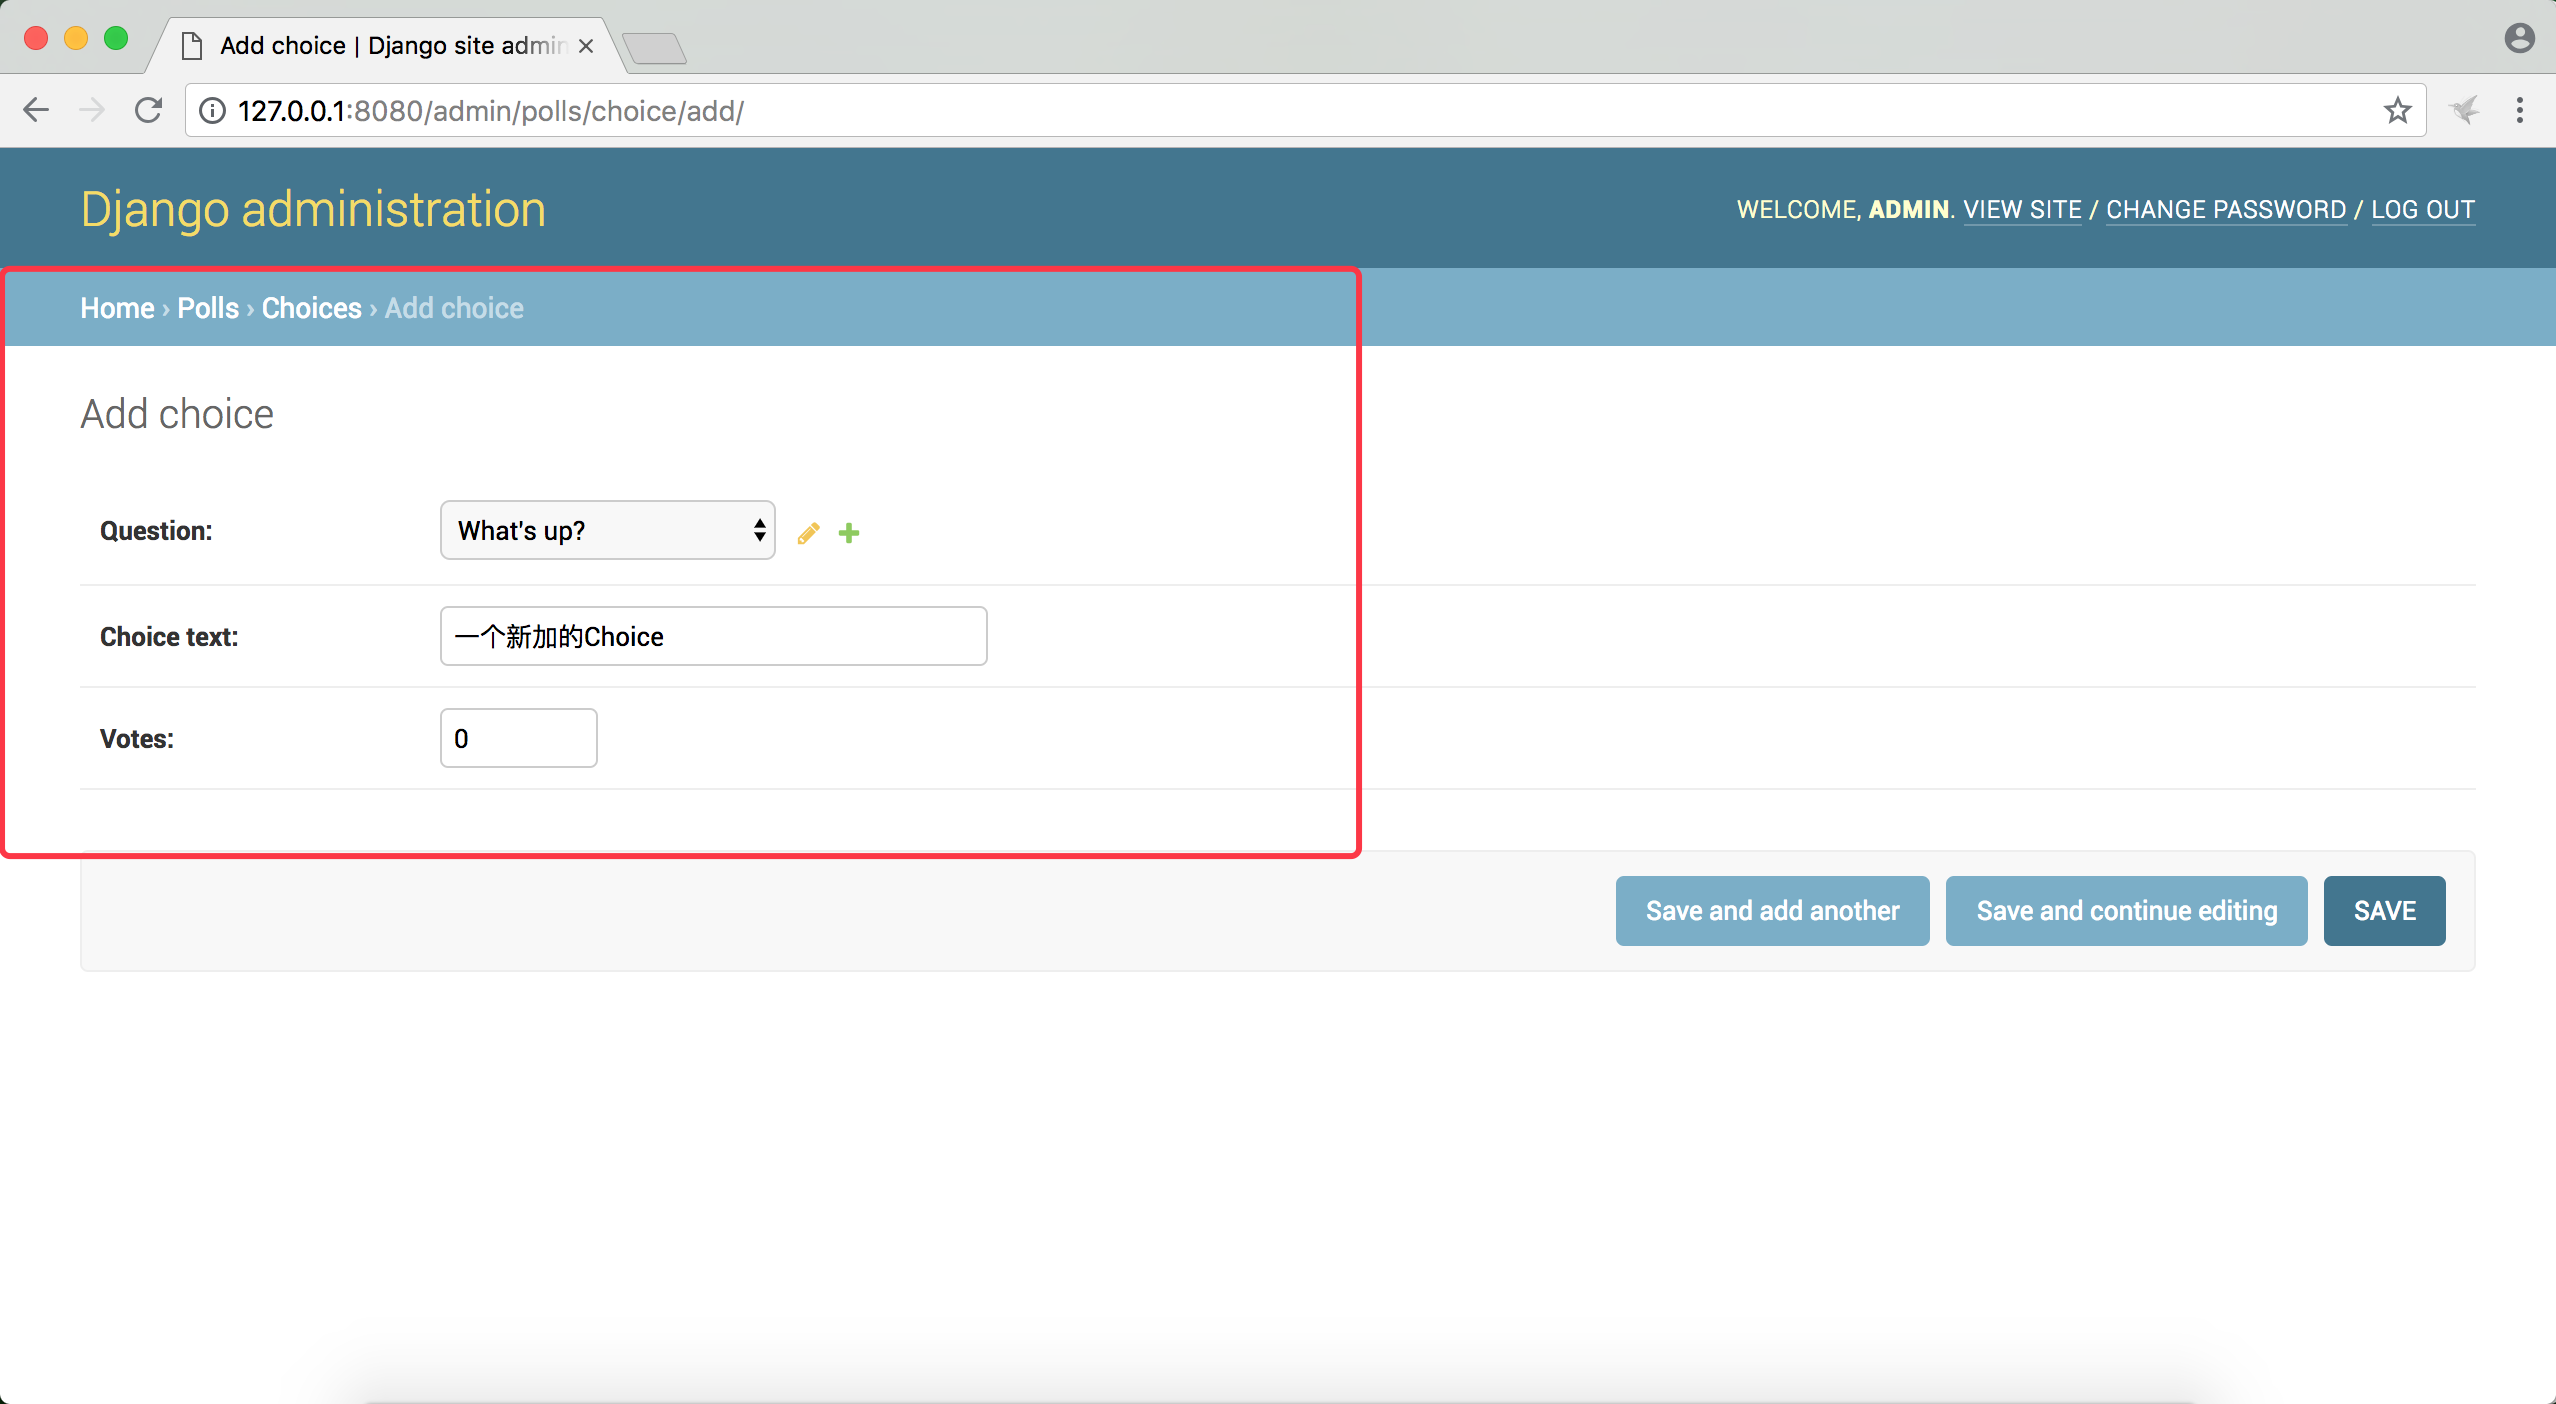 Add choice | Django site admin
127.0.0.1:8080/admin/polls/choice/add/
Django administration
WELCOME, ADMIN. VIEW SITE / CHANGE PASSWORD / LOG OUT
Home › Polls › Choices › Add choice
Add choice
Question: What's up?
Choice text: 一个新加的Choice
Votes: 0
Save and add another Save and continue editing SAVE